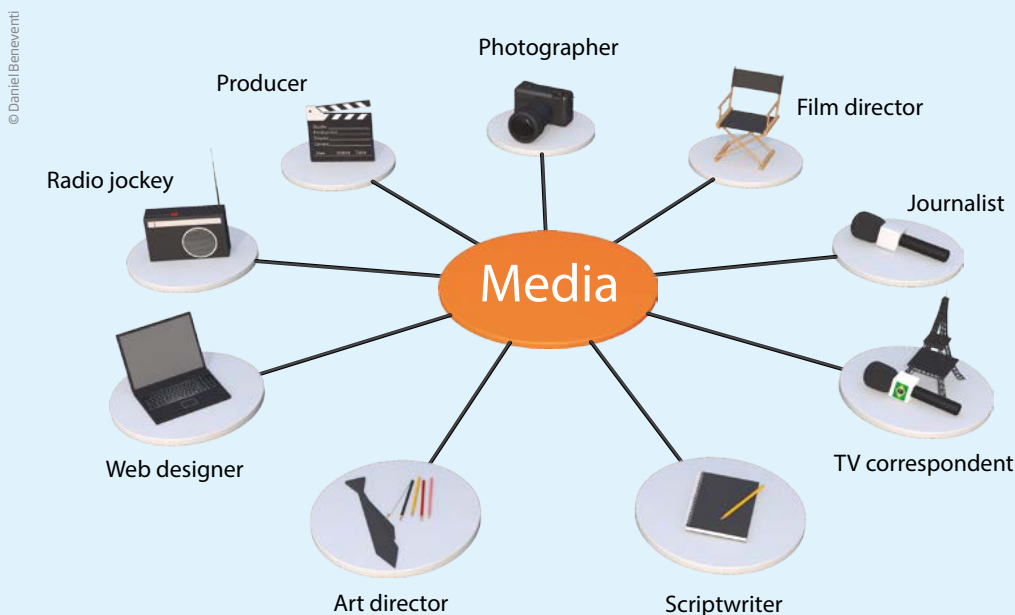 © Daniel Beneventi
Photographer
Producer
Film director
Radio jockey
Journalist
Media
Web designer
TV correspondent
Art director
Scriptwriter